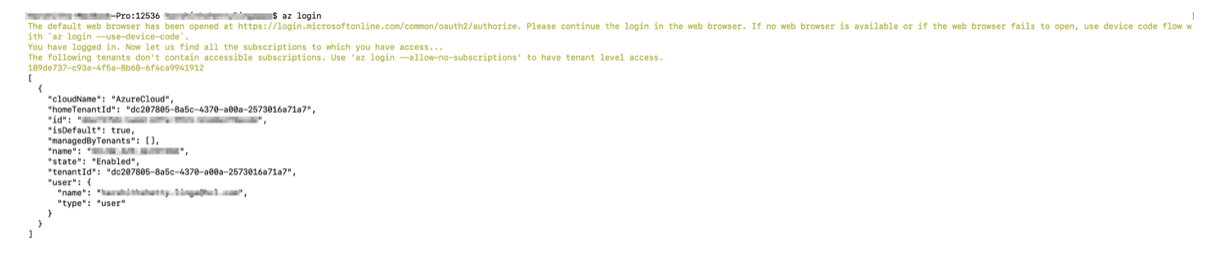 -Pro:12536 $ az login
The default web browser has been opened at https://login.microsoftonline.com/common/oauth2/authorize. Please continue the login in the web browser. If no web browser is available or if the web browser fails to open, use device code flow w
ith `az login --use-device-code`.
You have logged in. Now let us find all the subscriptions to which you have access...
The following tenants don't contain accessible subscriptions. Use 'az login --allow-no-subscriptions' to have tenant level access.
189de737-c93a-4f5a-8b68-6f4ca9941912
[
  {
    "cloudName": "AzureCloud",
    "homeTenantId": "dc207805-8a5c-4370-a00a-2573016a71a7",
    "id": "",
    "isDefault": true,
    "managedByTenants": [],
    "name": "",
    "state": "Enabled",
    "tenantId": "dc207805-8a5c-4370-a00a-2573016a71a7",
    "user": {
      "name": "",
      "type": "user"
    }
  }
]